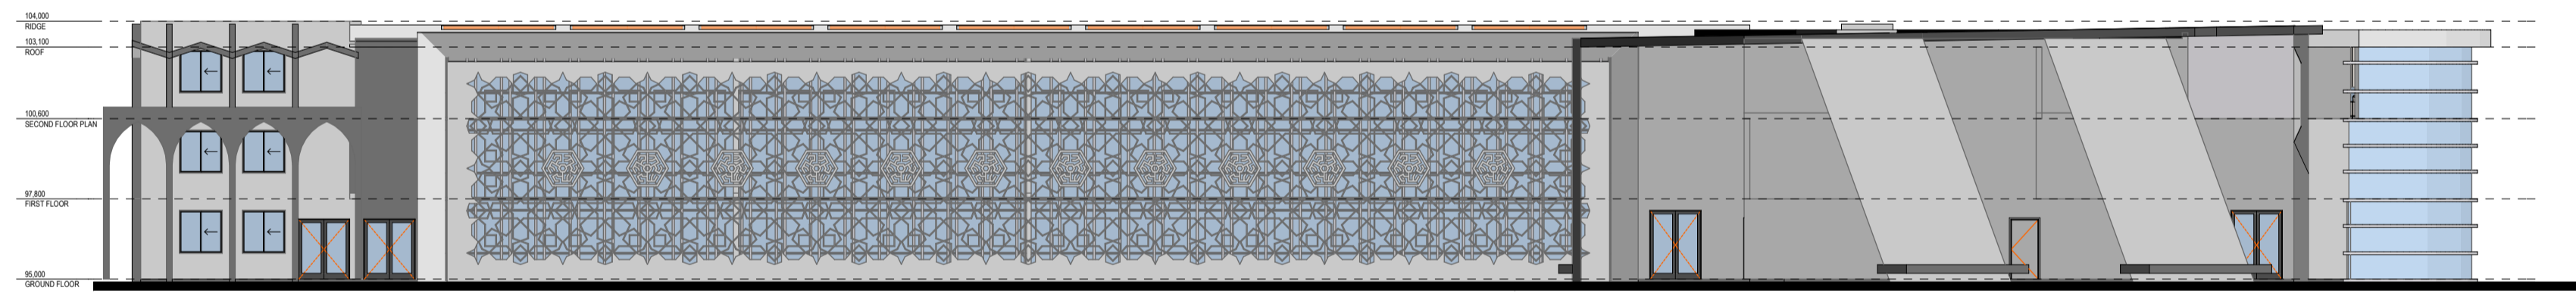 104,000
RIDGE
103,100
ROOF
100,600
SECOND FLOOR PLAN
97,800
FIRST FLOOR
95,000
GROUND FLOOR